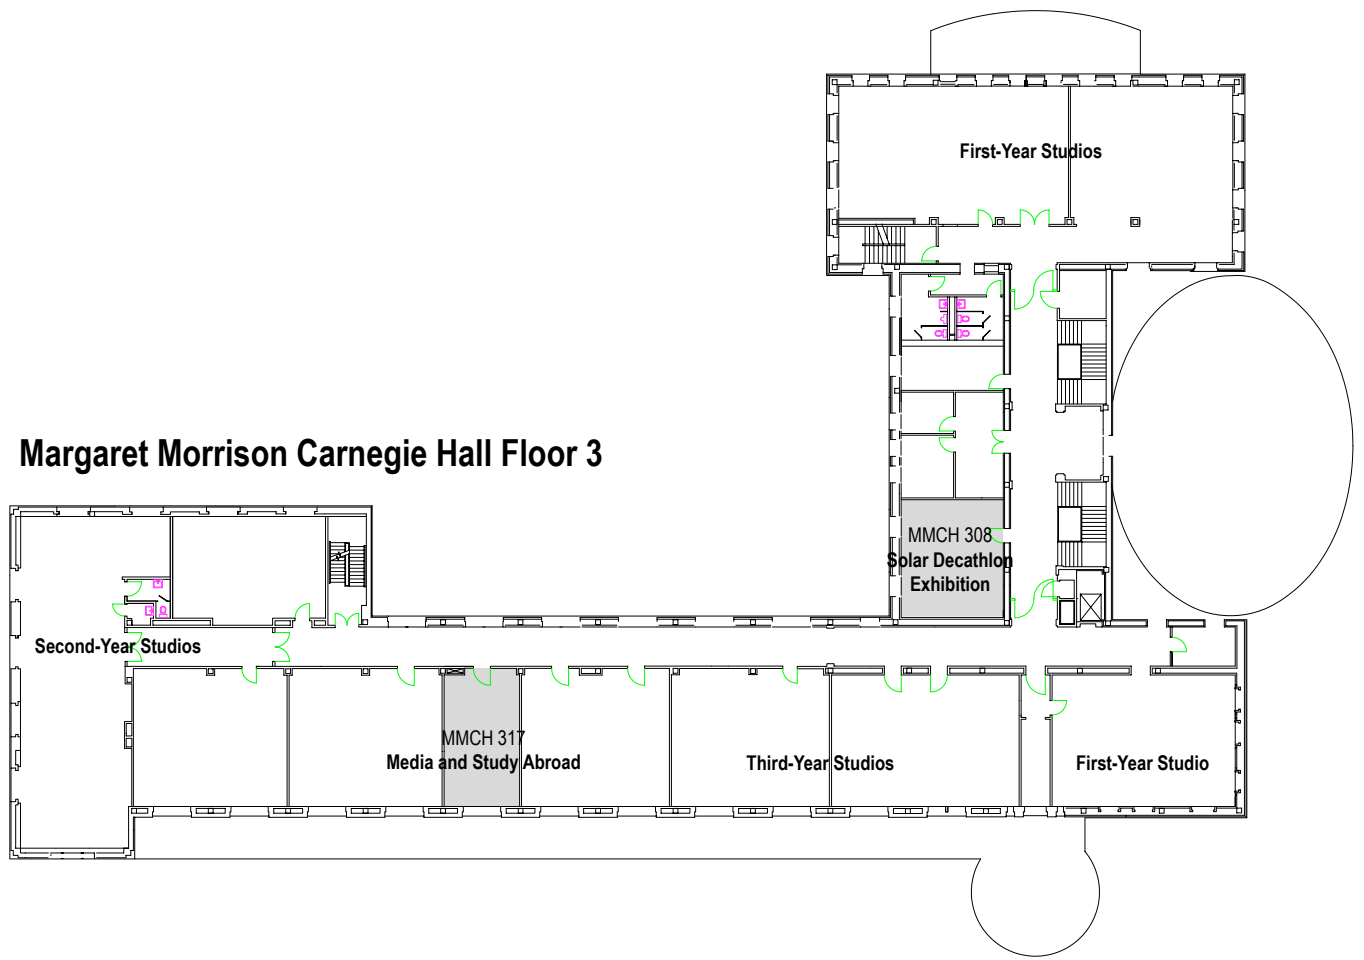 First-Year Studios
Margaret Morrison Carnegie Hall Floor 3
MMCH 308
Solar Decathlon
Exhibition
Second-Year Studios
MMCH 317
Media and Study Abroad
Third-Year Studios
First-Year Studio